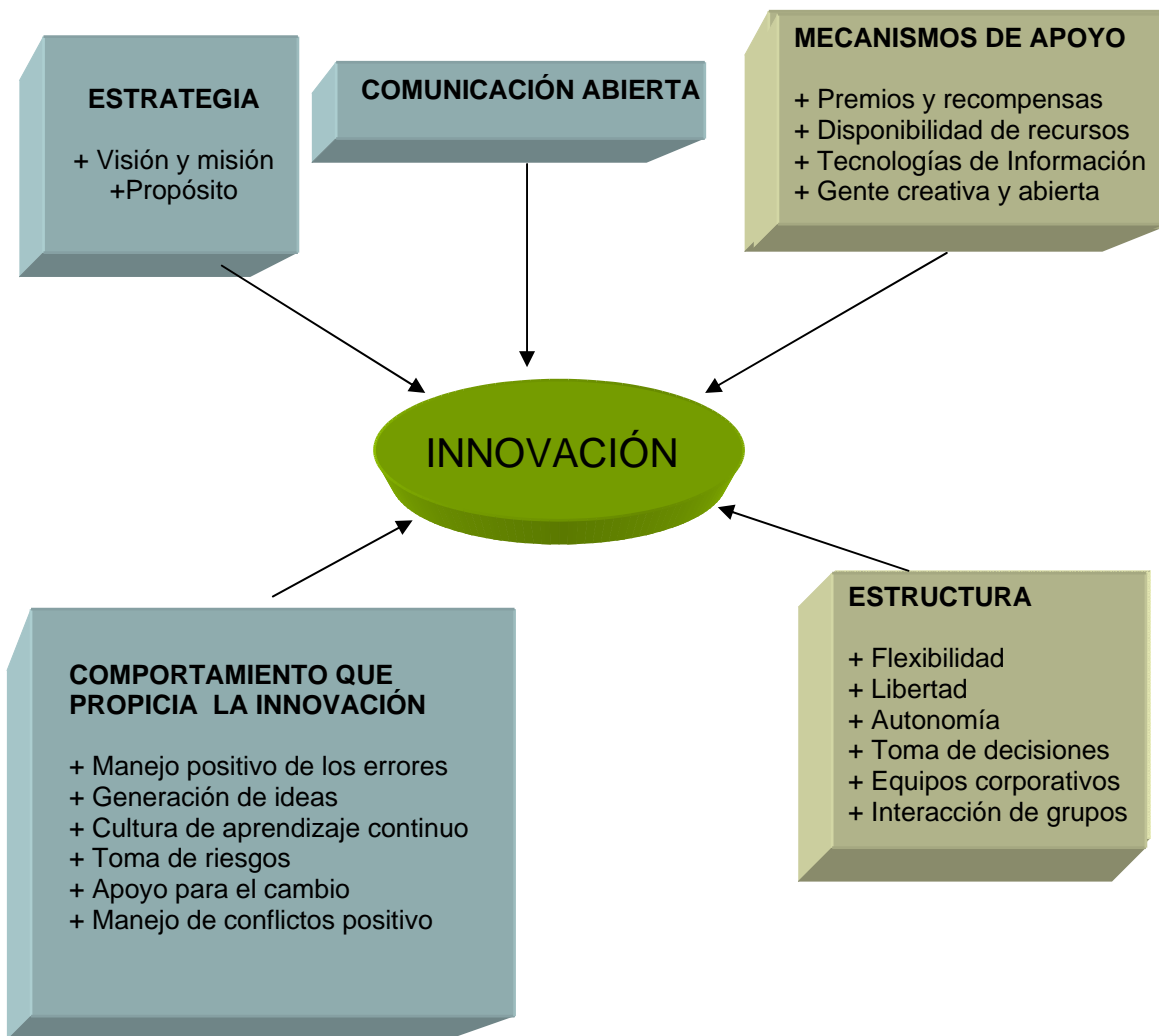 ESTRATEGIA
+ Visión y misión
+Propósito
COMUNICACIÓN ABIERTA
MECANISMOS DE APOYO
+ Premios y recompensas
+ Disponibilidad de recursos
+ Tecnologías de Información
+ Gente creativa y abierta
INNOVACIÓN
COMPORTAMIENTO QUE
PROPICIA LA INNOVACIÓN
+ Manejo positivo de los errores
+ Generación de ideas
+ Cultura de aprendizaje continuo
+ Toma de riesgos
+ Apoyo para el cambio
+ Manejo de conflictos positivo
ESTRUCTURA
+ Flexibilidad
+ Libertad
+ Autonomía
+ Toma de decisiones
+ Equipos corporativos
+ Interacción de grupos